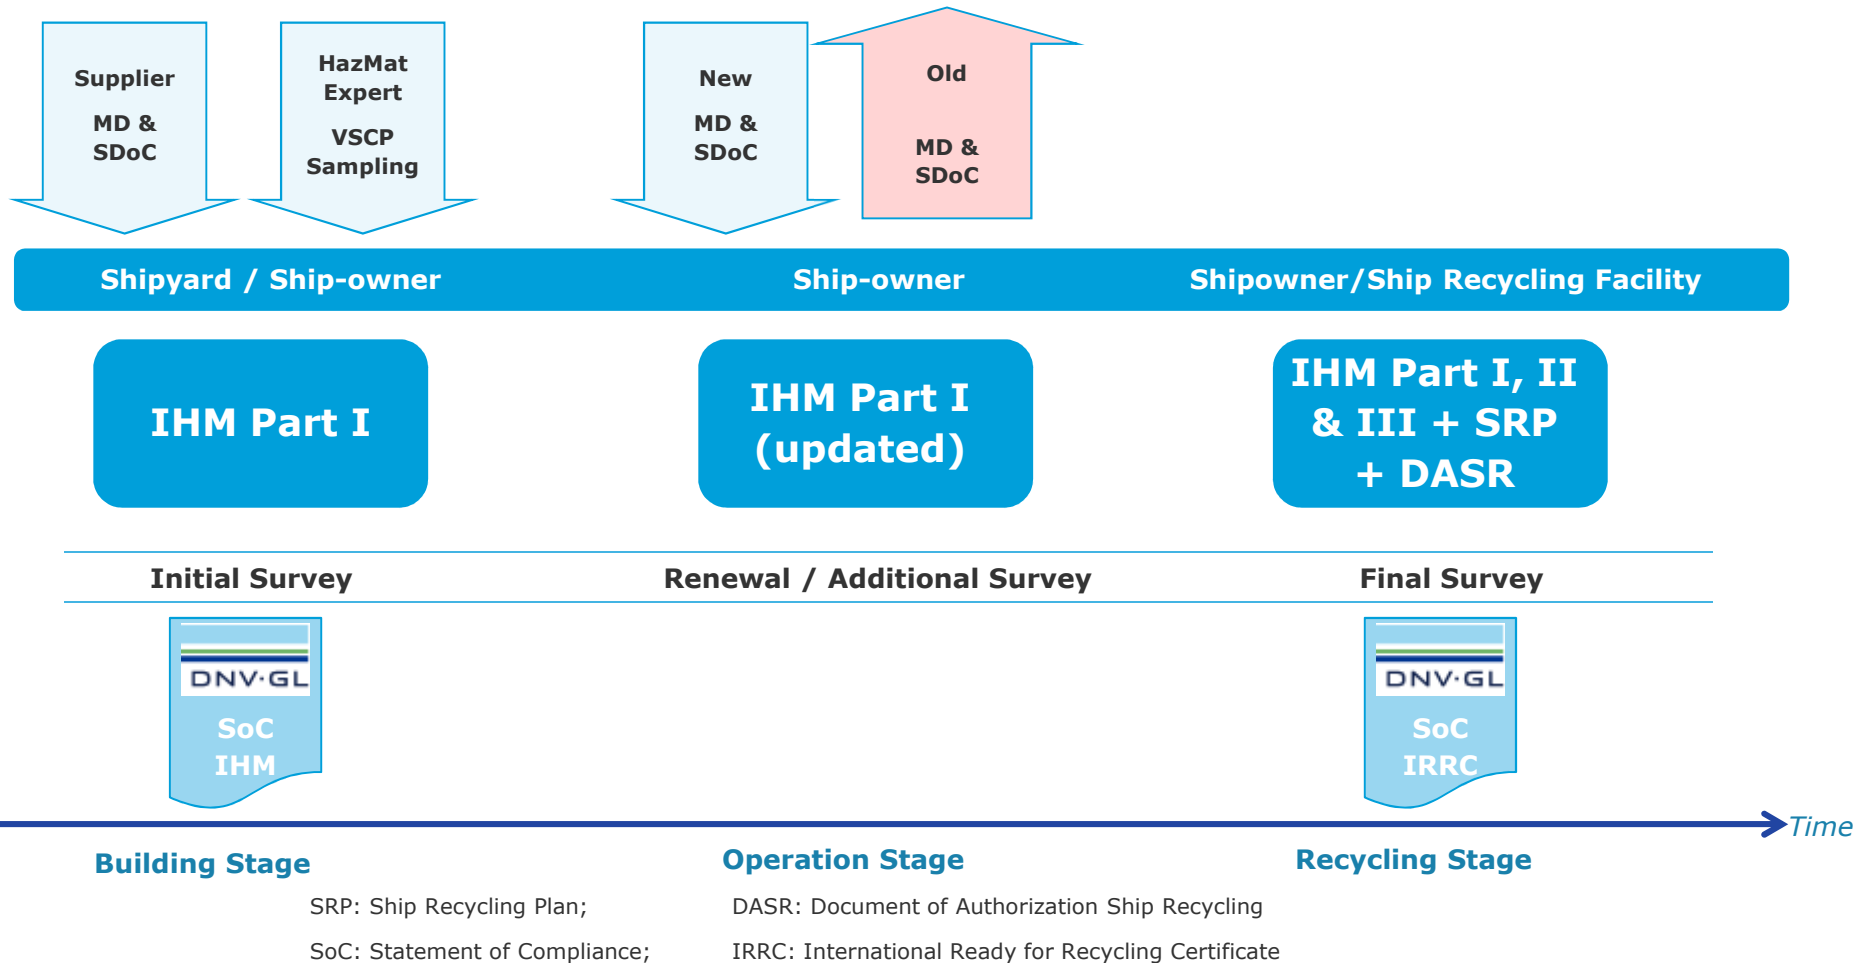 Supplier
MD &
SDoC
HazMat
Expert
VSCP
Sampling
New
MD &
SDoC
Old
MD &
SDoC
Shipyard / Ship-owner
Ship-owner
Shipowner/Ship Recycling Facility
IHM Part I
IHM Part I
(updated)
IHM Part I, II
& III + SRP
+ DASR
Initial Survey
Renewal / Additional Survey
Final Survey
DNV·GL
SoC
IHM
DNV·GL
SoC
IRRC
Time
Building Stage
Operation Stage
Recycling Stage
SRP: Ship Recycling Plan;
DASR: Document of Authorization Ship Recycling
SoC: Statement of Compliance;
IRRC: International Ready for Recycling Certificate